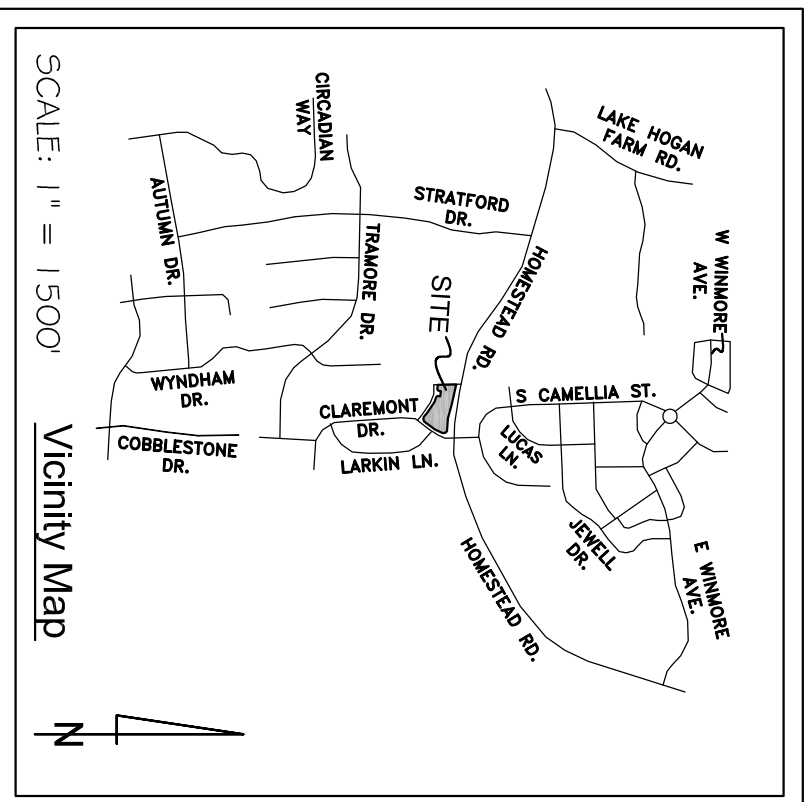 LAKE HOGAN
FARM RD.
W WINMORE
AVE.
CIRCADIAN
WAY
STRATFORD
DR.
HOMESTEAD RD.
AUTUMN DR.
TRAMORE DR.
SITE
S CAMELLIA ST.
WYNDHAM
DR.
CLAREMONT
DR.
LUCAS
LN.
COBBLESTONE
DR.
LARKIN LN.
JEWELL
DR.
E WINMORE
AVE.
HOMESTEAD RD.
SCALE: 1" = 1500'
Vicinity Map
N